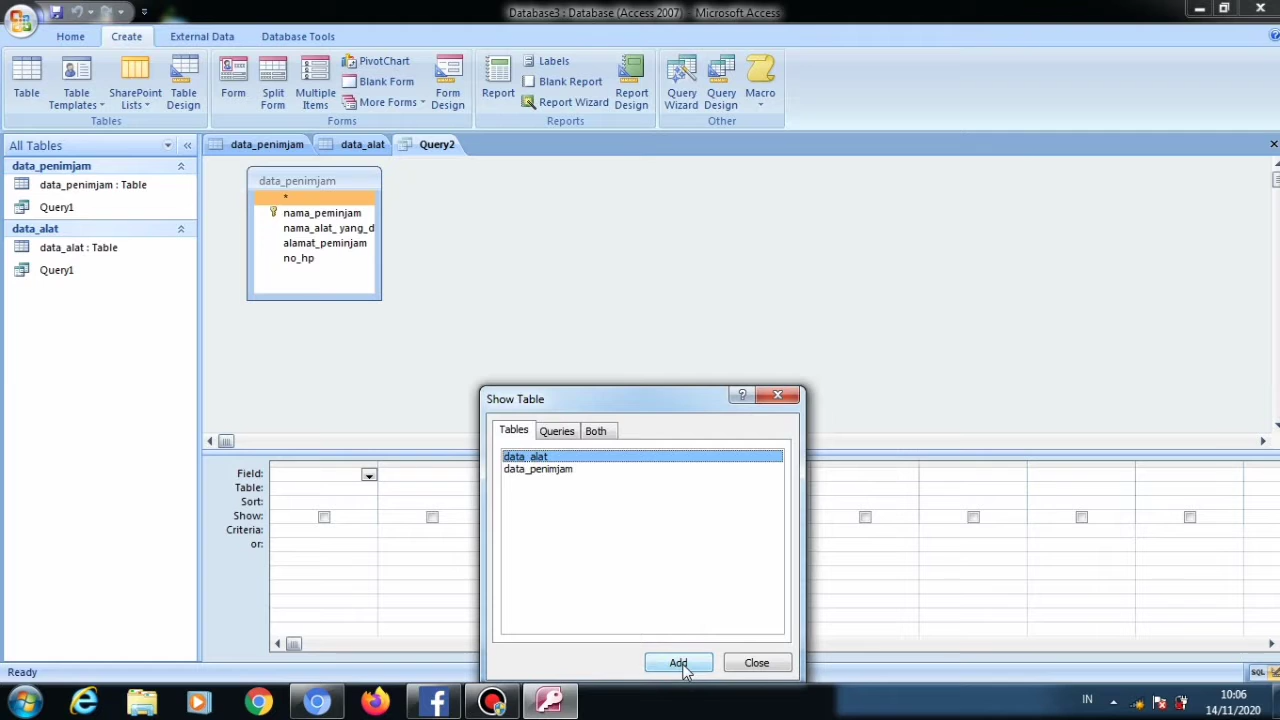 Database3 : Database (Access 2007) - Microsoft Access
Home Create External Data Database Tools
Table
Table Templates
SharePoint Lists
Table Design
Tables
Form
Split Form
Multiple Items
PivotChart
Blank Form
More Forms
Form Design
Forms
Report
Labels
Blank Report
Report Wizard
Report Design
Reports
Query Wizard
Query Design
Macro
Other
All Tables
data_penimjam
data_penimjam : Table
Query1
data_alat
data_alat : Table
Query1
data_penimjam data_alat Query2
data_penimjam
*
nama_peminjam
nama_alat_ yang_d
alamat_peminjam
no_hp
Show Table
Tables Queries Both
data_alat
data_penimjam
Add Close
Field:
Table:
Sort:
Show:
Criteria:
or:
Ready
SQL
IN
10:06
14/11/2020